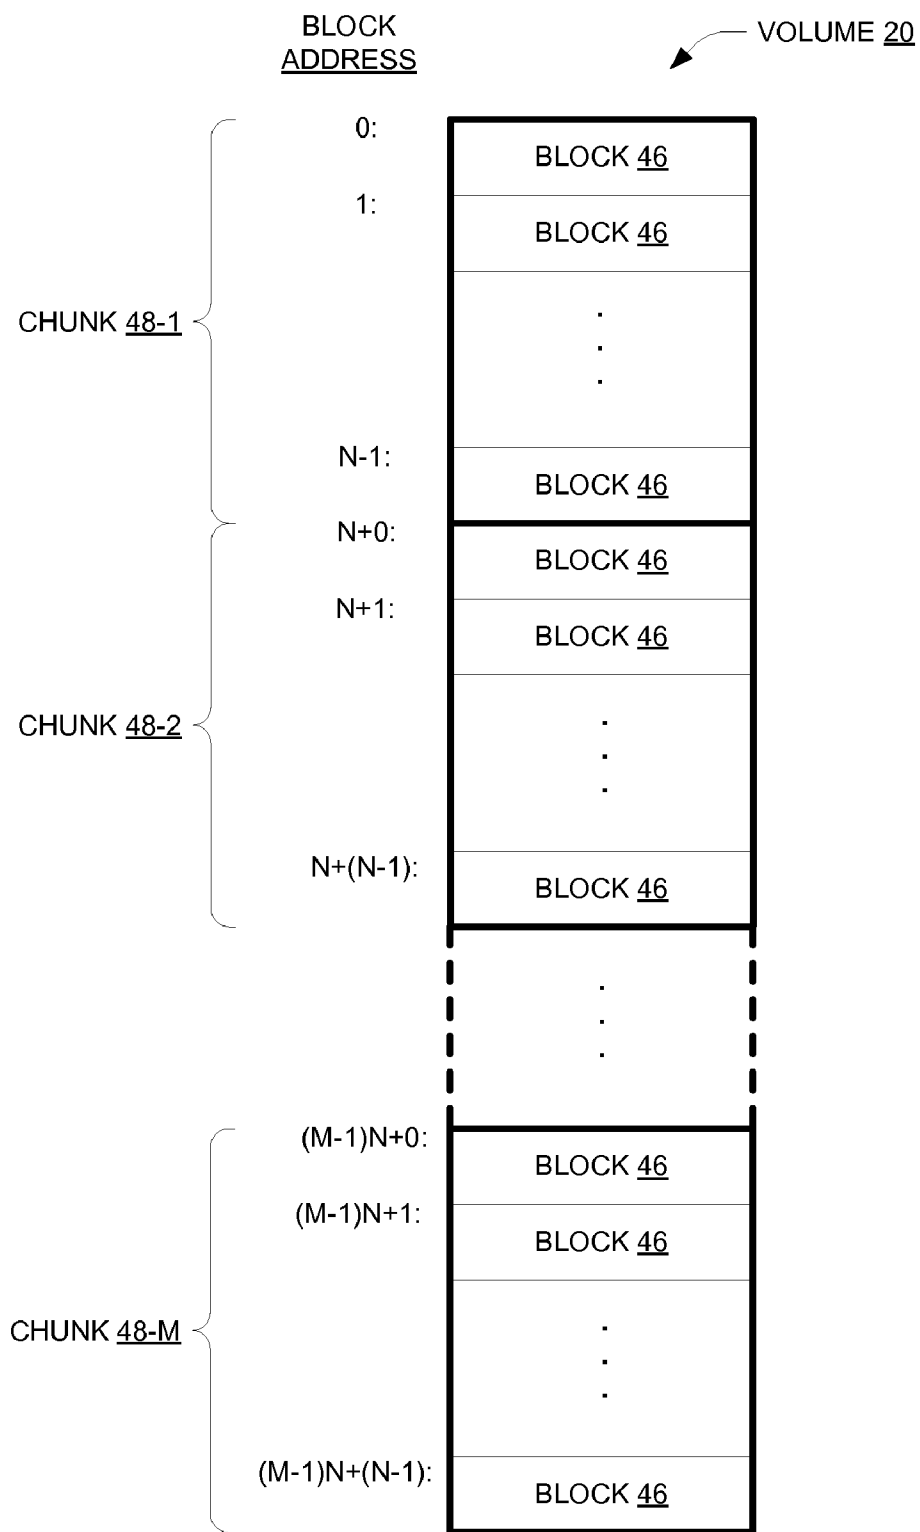 BLOCK
ADDRESS
VOLUME 20
0:
BLOCK 46
1:
BLOCK 46
CHUNK 48-1
N-1:
BLOCK 46
N+0:
BLOCK 46
N+1:
BLOCK 46
CHUNK 48-2
N+(N-1):
BLOCK 46
(M-1)N+0:
BLOCK 46
(M-1)N+1:
BLOCK 46
CHUNK 48-M
(M-1)N+(N-1):
BLOCK 46